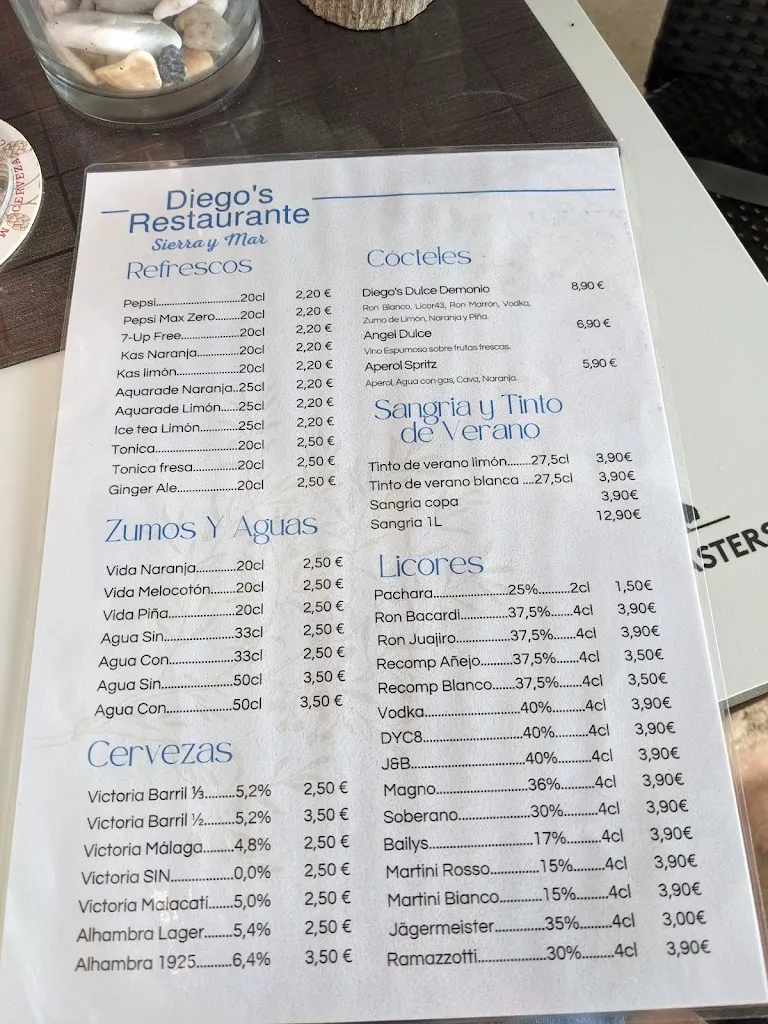 Diego's
Restaurante
Sierra y Mar
Refrescos
Pepsi............................20cl 2,20 €
Pepsi Max Zero........20cl 2,20 €
7-Up Free....................20cl 2,20 €
Kas Naranja...............20cl 2,20 €
Kas limón....................20cl 2,20 €
Aquarade Naranja..25cl 2,20 €
Aquarade Limón......25cl 2,20 €
Ice tea Limón............25cl 2,20 €
Tonica..........................20cl 2,50 €
Tonica fresa...............20cl 2,50 €
Ginger Ale..................20cl 2,50 €
Zumos Y Aguas
Vida Naranja...........20cl 2,50 €
Vida Melocotón......20cl 2,50 €
Vida Piña..................20cl 2,50 €
Agua Sin...................33cl 2,50 €
Agua Con.................33cl 2,50 €
Agua Sin...................50cl 3,50 €
Agua Con.................50cl 3,50 €
Cervezas
Victoria Barril ⅓.........5,2% 2,50 €
Victoria Barril ½.........5,2% 3,50 €
Victoria Málaga........4,8% 2,50 €
Victoria SIN................0,0% 2,50 €
Victoria Malacati......5,0% 2,50 €
Alhambra Lager.......5,4% 2,50 €
Alhambra 1925..........6,4% 3,50 €
Cócteles
Diego's Dulce Demonio 8,90 €
Ron Blanco, Licor43, Ron Marrón, Vodka,
Zumo de Limón, Naranja y Piña.
Angel Dulce 6,90 €
Vino Espumoso sobre frutas frescas.
Aperol Spritz 5,90 €
Aperol, Agua con gas, Cava, Naranja.
Sangria y Tinto
de Verano
Tinto de verano limón........27,5cl 3,90€
Tinto de verano blanca ....27,5cl 3,90€
Sangria copa 3,90€
Sangria 1L 12,90€
Licores
Pachara..................25%..........2cl 1,50€
Ron Bacardi...........37,5%......4cl 3,90€
Ron Juajiro.............37,5%......4cl 3,90€
Recomp Añejo........37,5%.......4cl 3,50€
Recomp Blanco......37,5%.......4cl 3,50€
Vodka.......................40%.........4cl 3,90€
DYC8.........................40%.........4cl 3,90€
J&B...........................40%.........4cl 3,90€
Magno.....................36%.........4cl 3,90€
Soberano................30%.........4cl 3,90€
Bailys.......................17%..........4cl 3,90€
Martini Rosso.............15%..........4cl 3,90€
Martini Bianco...........15%.........4cl 3,90€
Jägermeister...........35%.........4cl 3,00€
Ramazzotti...............30%.........4cl 3,90€
CERVEZA